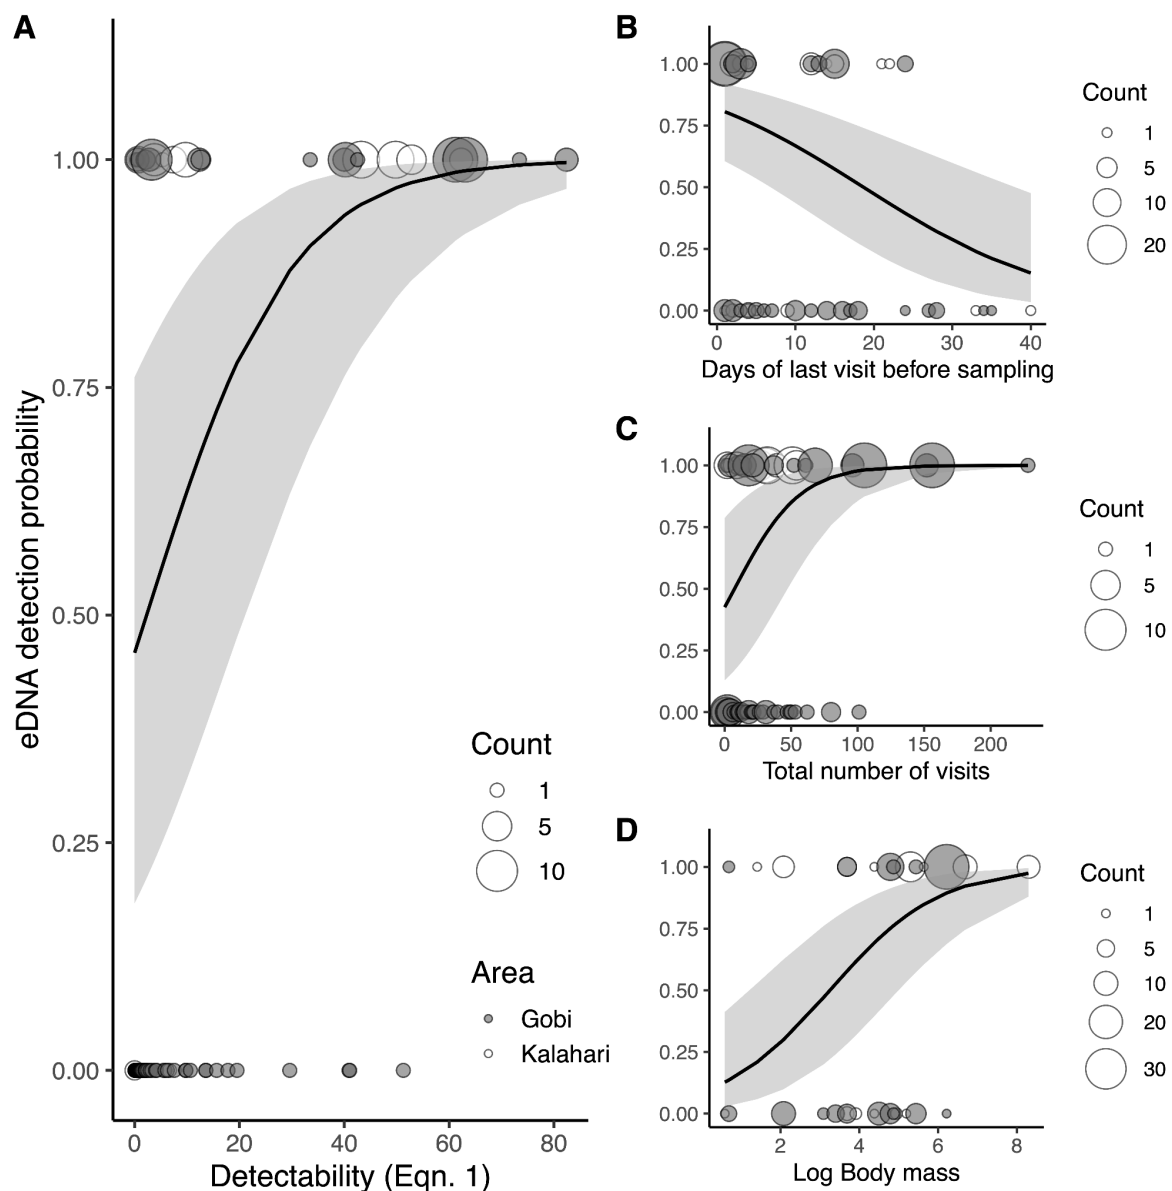 A
1.00
0.75
0.50
0.25
0.00
eDNA detection probability
0 20 40 60 80
Detectability (Eqn. 1)
Count
1
5
10
Area
Gobi
Kalahari
B
1.00
0.75
0.50
0.25
0.00
0 10 20 30 40
Days of last visit before sampling
Count
1
5
10
20
C
1.00
0.75
0.50
0.25
0.00
0 50 100 150 200
Total number of visits
Count
1
5
10
D
1.00
0.75
0.50
0.25
0.00
2 4 6 8
Log Body mass
Count
1
5
10
20
30